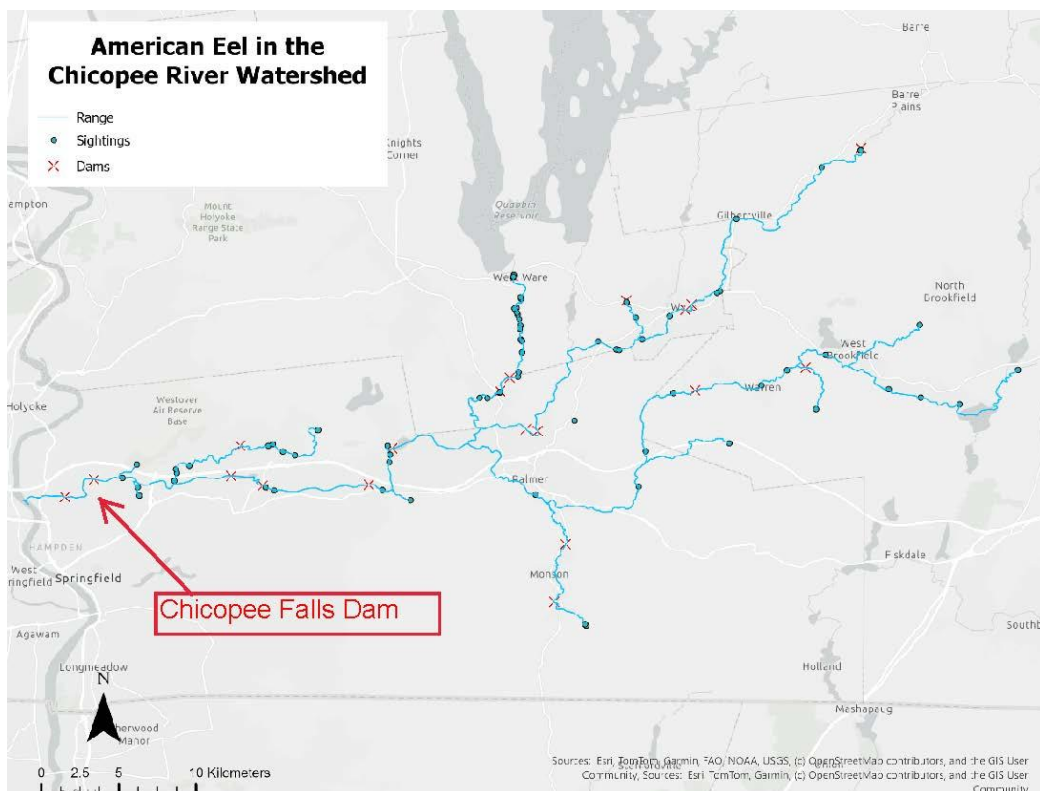 American Eel in the
Chicopee River Watershed
Range
Sightings
Dams
Barre
Barre
Plains
Knights
Corner
Mount
Holyoke
Range State
Park
Reservoir
Gilbertville
West Ware
North
Brookfield
West
Brookfield
Warren
Westover
Air Reserve
Base
Palmer
HAMPDEN
West
Springfield
Monson
Fiskdale
Chicopee Falls Dam
Agawam
Longmeadow
Holland
N
Mashapaug
Manor
0 2.5 5 10 Kilometers
Sources: Esri, TomTom, Garmin, FAO, NOAA, USGS, (c) OpenStreetMap contributors, and the GIS User
Community, Sources: Esri, TomTom, Garmin, (c) OpenStreetMap contributors, and the GIS User
Community